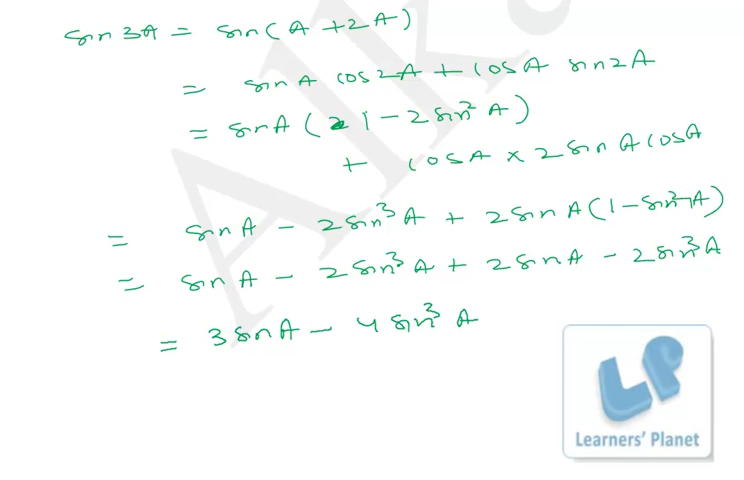 sin 3A = sin(A + 2A)
= sin A cos 2A + cos A sin 2A
= sin A (1 - 2 sin² A)
+ cos A × 2 sin A cos A
= sin A - 2 sin³ A + 2 sin A (1 - sin² A)
= sin A - 2 sin³ A + 2 sin A - 2 sin³ A
= 3 sin A - 4 sin³ A
LP
Learners' Planet